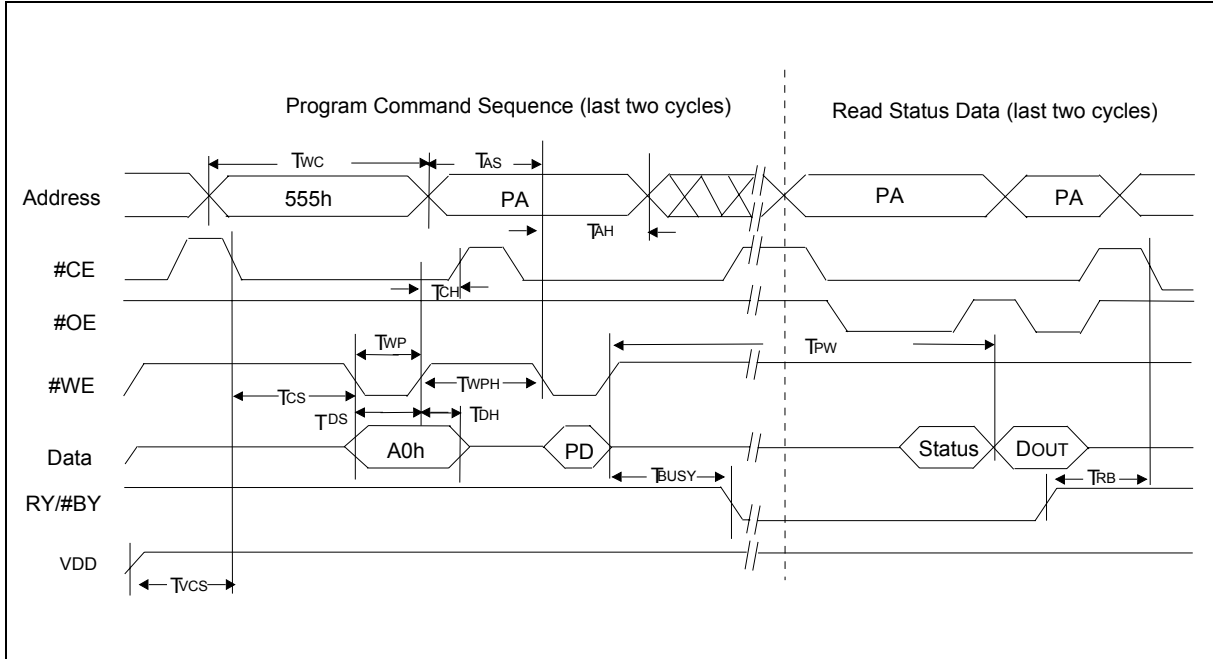 Program Command Sequence (last two cycles)
Read Status Data (last two cycles)
TWC
TAS
Address
555h
PA
PA
PA
TAH
#CE
TCH
#OE
TWP
TPW
#WE
TWPH
TCS
TDS
TDH
Data
A0h
PD
Status
DOUT
TBUSY
TRB
RY/#BY
VDD
TVCS